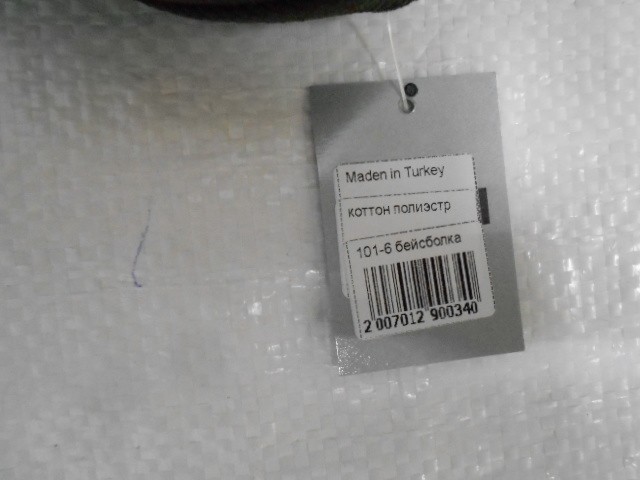 Maden in Turkey
коттон полиэстр
101-6 бейсболка
2 007012 900340